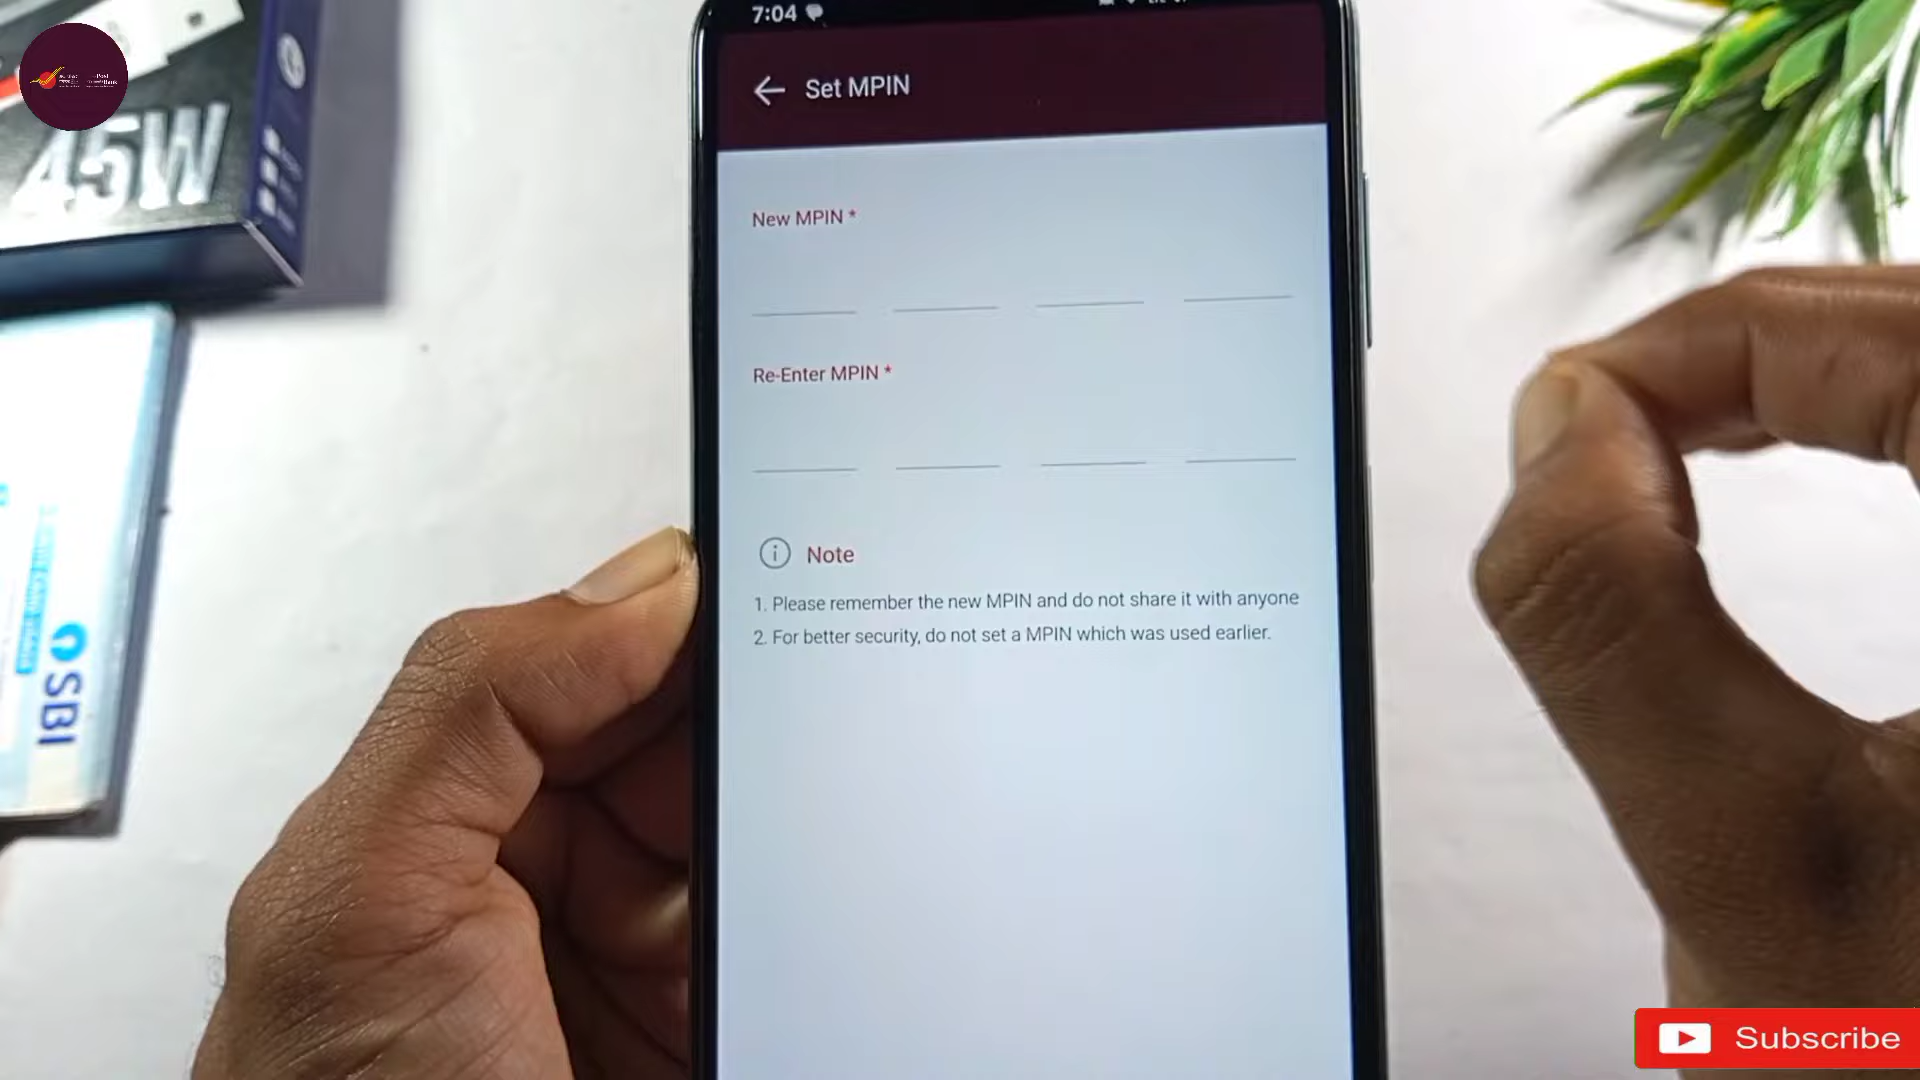 7:04
Set MPIN
New MPIN *
Re-Enter MPIN *
Note
1. Please remember the new MPIN and do not share it with anyone
2. For better security, do not set a MPIN which was used earlier.
45W
SBI
Subscribe